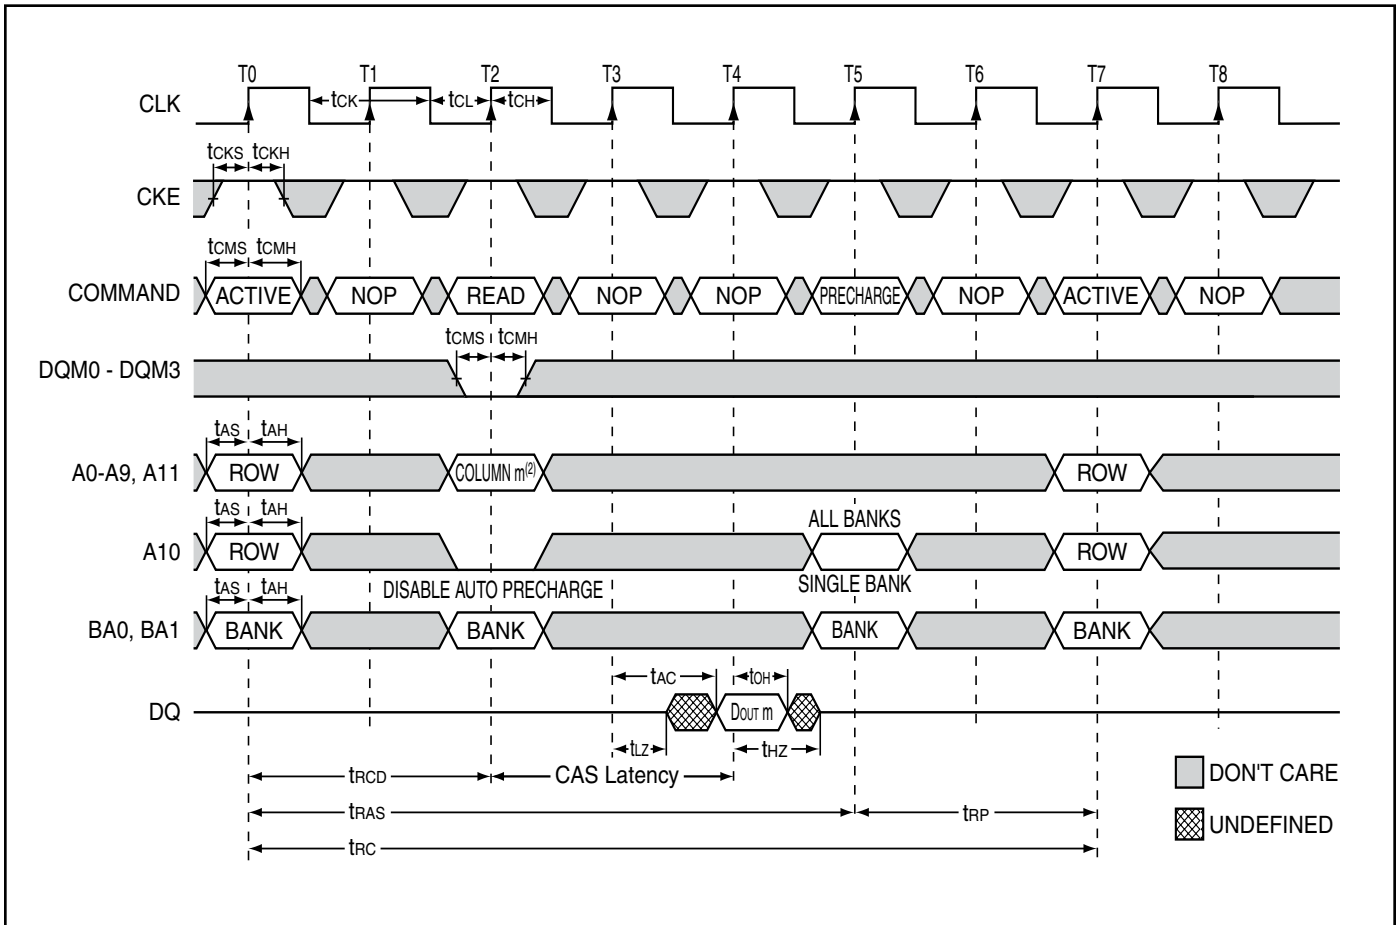 T0 T1 T2 T3 T4 T5 T6 T7 T8
CLK tCK tCL tCH
tCKS tCKH
CKE
tCMS tCMH
COMMAND ACTIVE NOP READ NOP NOP PRECHARGE NOP ACTIVE NOP
tCMS tCMH
DQM0 - DQM3
tAS tAH
A0-A9, A11 ROW COLUMN m(2) ROW
tAS tAH ALL BANKS
A10 ROW ROW
DISABLE AUTO PRECHARGE SINGLE BANK
tAS tAH
BA0, BA1 BANK BANK BANK BANK
tAC tOH
DQ DOUT m
tLZ tHZ
tRCD CAS Latency DON'T CARE
tRAS tRP
UNDEFINED
tRC